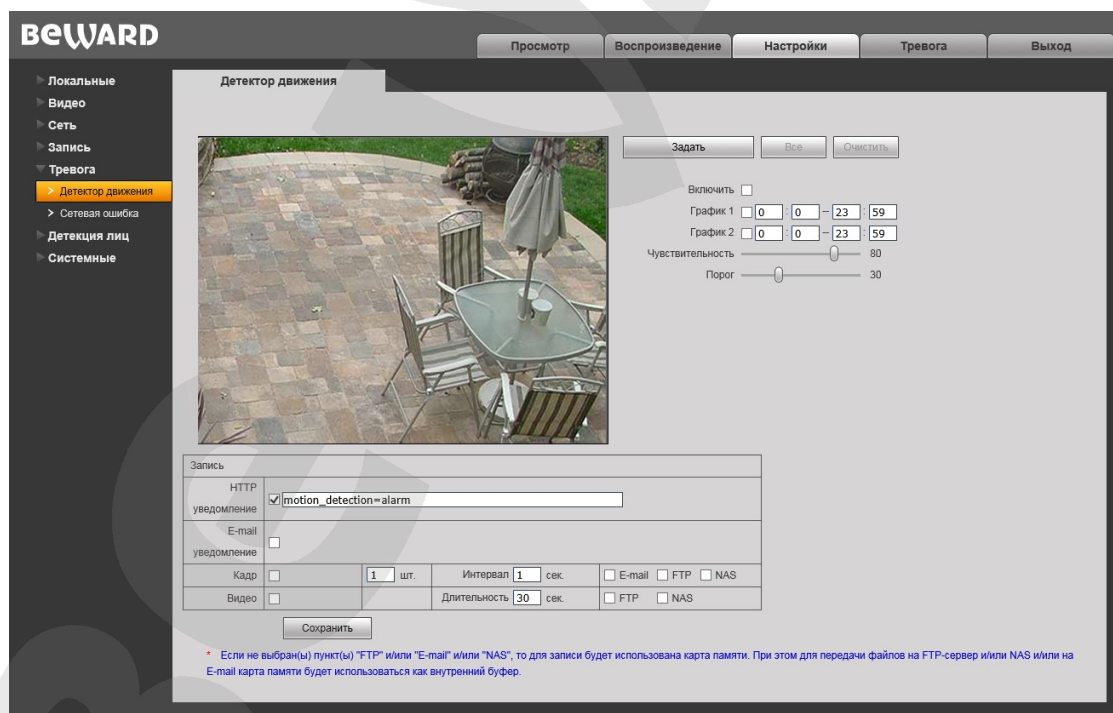 BEWARD
Просмотр Воспроизведение Настройки Тревога Выход
Локальные
Видео
Сеть
Запись
Тревога
> Детектор движения
> Сетевая ошибка
Детекция лиц
Системные
Детектор движения
Задать Все Очистить
Включить
График 1 0 : 0 -- 23 : 59
График 2 0 : 0 -- 23 : 59
Чувствительность 80
Порог 30
Запись
HTTP
уведомление motion_detection=alarm
E-mail
уведомление
Кадр 1 шт. Интервал 1 сек. E-mail FTP NAS
Видео Длительность 30 сек. FTP NAS
Сохранить
* Если не выбран(ы) пункт(ы) "FTP" и/или "E-mail" и/или "NAS", то для записи будет использована карта памяти. При этом для передачи файлов на FTP-сервер и/или NAS и/или на
E-mail карта памяти будет использоваться как внутренний буфер.